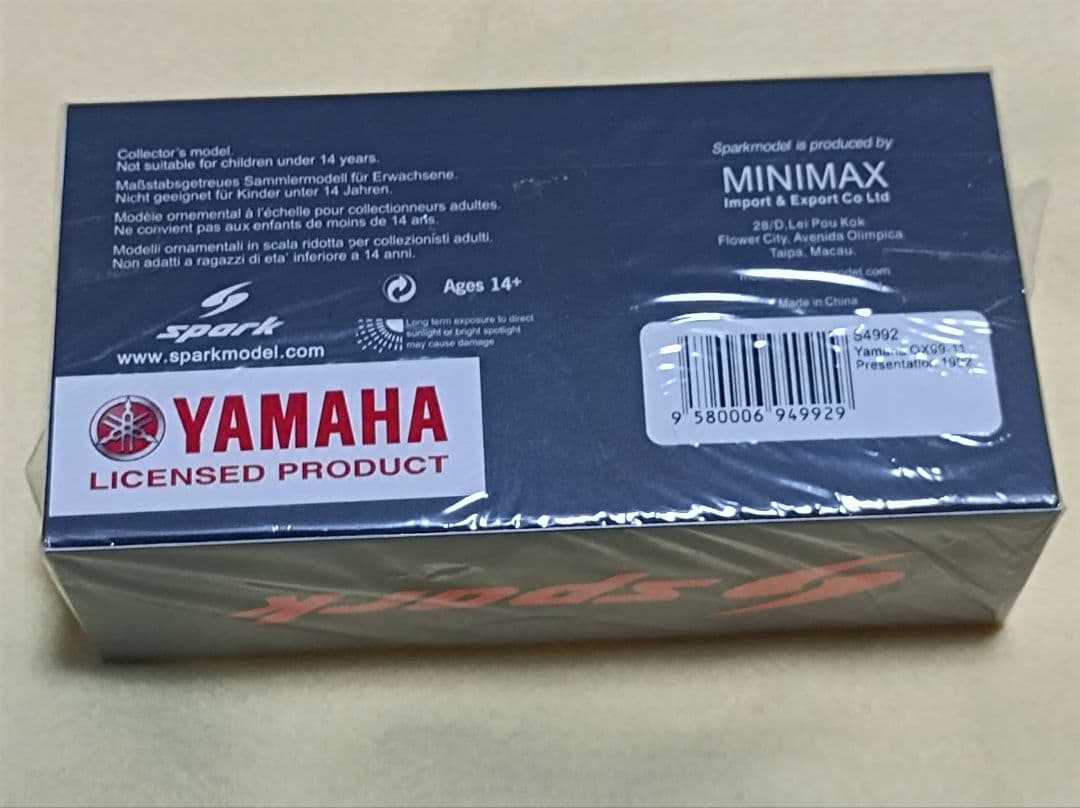 Collector's model.
Not suitable for children under 14 years.
Maßstabsgetreues Sammlermodell für Erwachsene.
Nicht geeignet für Kinder unter 14 Jahren.
Modèle ornemental à l'échelle pour collectionneurs adultes.
Ne convient pas aux enfants de moins de 14 ans.
Modelli ornamentali in scala ridotta per collezionisti adulti.
Non adatti a ragazzi di eta' inferiore a 14 anni.
Ages 14+
Long term exposure to direct
sunlight or bright spotlight
may cause damage
spark
www.sparkmodel.com
YAMAHA
LICENSED PRODUCT
Sparkmodel is produced by
MINIMAX
Import & Export Co Ltd
28/D.Lei Pou Kok
Flower City. Avenida Olimpica
Taipa. Macau.
Made in China
S4992
OX99-11
Presentation
9 580006 949929
spark